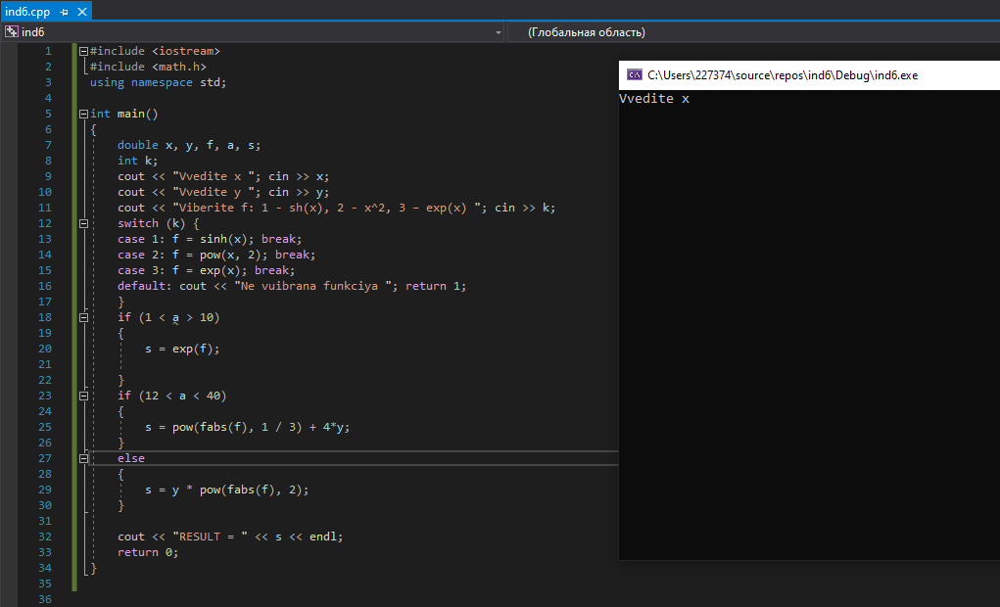 ind6.cpp
ind6
(Глобальная область)
1 #include <iostream>
2 #include <math.h>
3 using namespace std;
4
5 int main()
6 {
7 double x, y, f, a, s;
8 int k;
9 cout << "Vvedite x "; cin >> x;
10 cout << "Vvedite y "; cin >> y;
11 cout << "Viberite f: 1 - sh(x), 2 - x^2, 3 – exp(x) "; cin >> k;
12 switch (k) {
13 case 1: f = sinh(x); break;
14 case 2: f = pow(x, 2); break;
15 case 3: f = exp(x); break;
16 default: cout << "Ne vuibrana funkciya "; return 1;
17 }
18 if (1 < a > 10)
19 {
20 s = exp(f);
21
22 }
23 if (12 < a < 40)
24 {
25 s = pow(fabs(f), 1 / 3) + 4*y;
26 }
27 else
28 {
29 s = y * pow(fabs(f), 2);
30 }
31
32 cout << "RESULT = " << s << endl;
33 return 0;
34 }
35
36
C:\Users\227374\source\repos\ind6\Debug\ind6.exe
Vvedite x